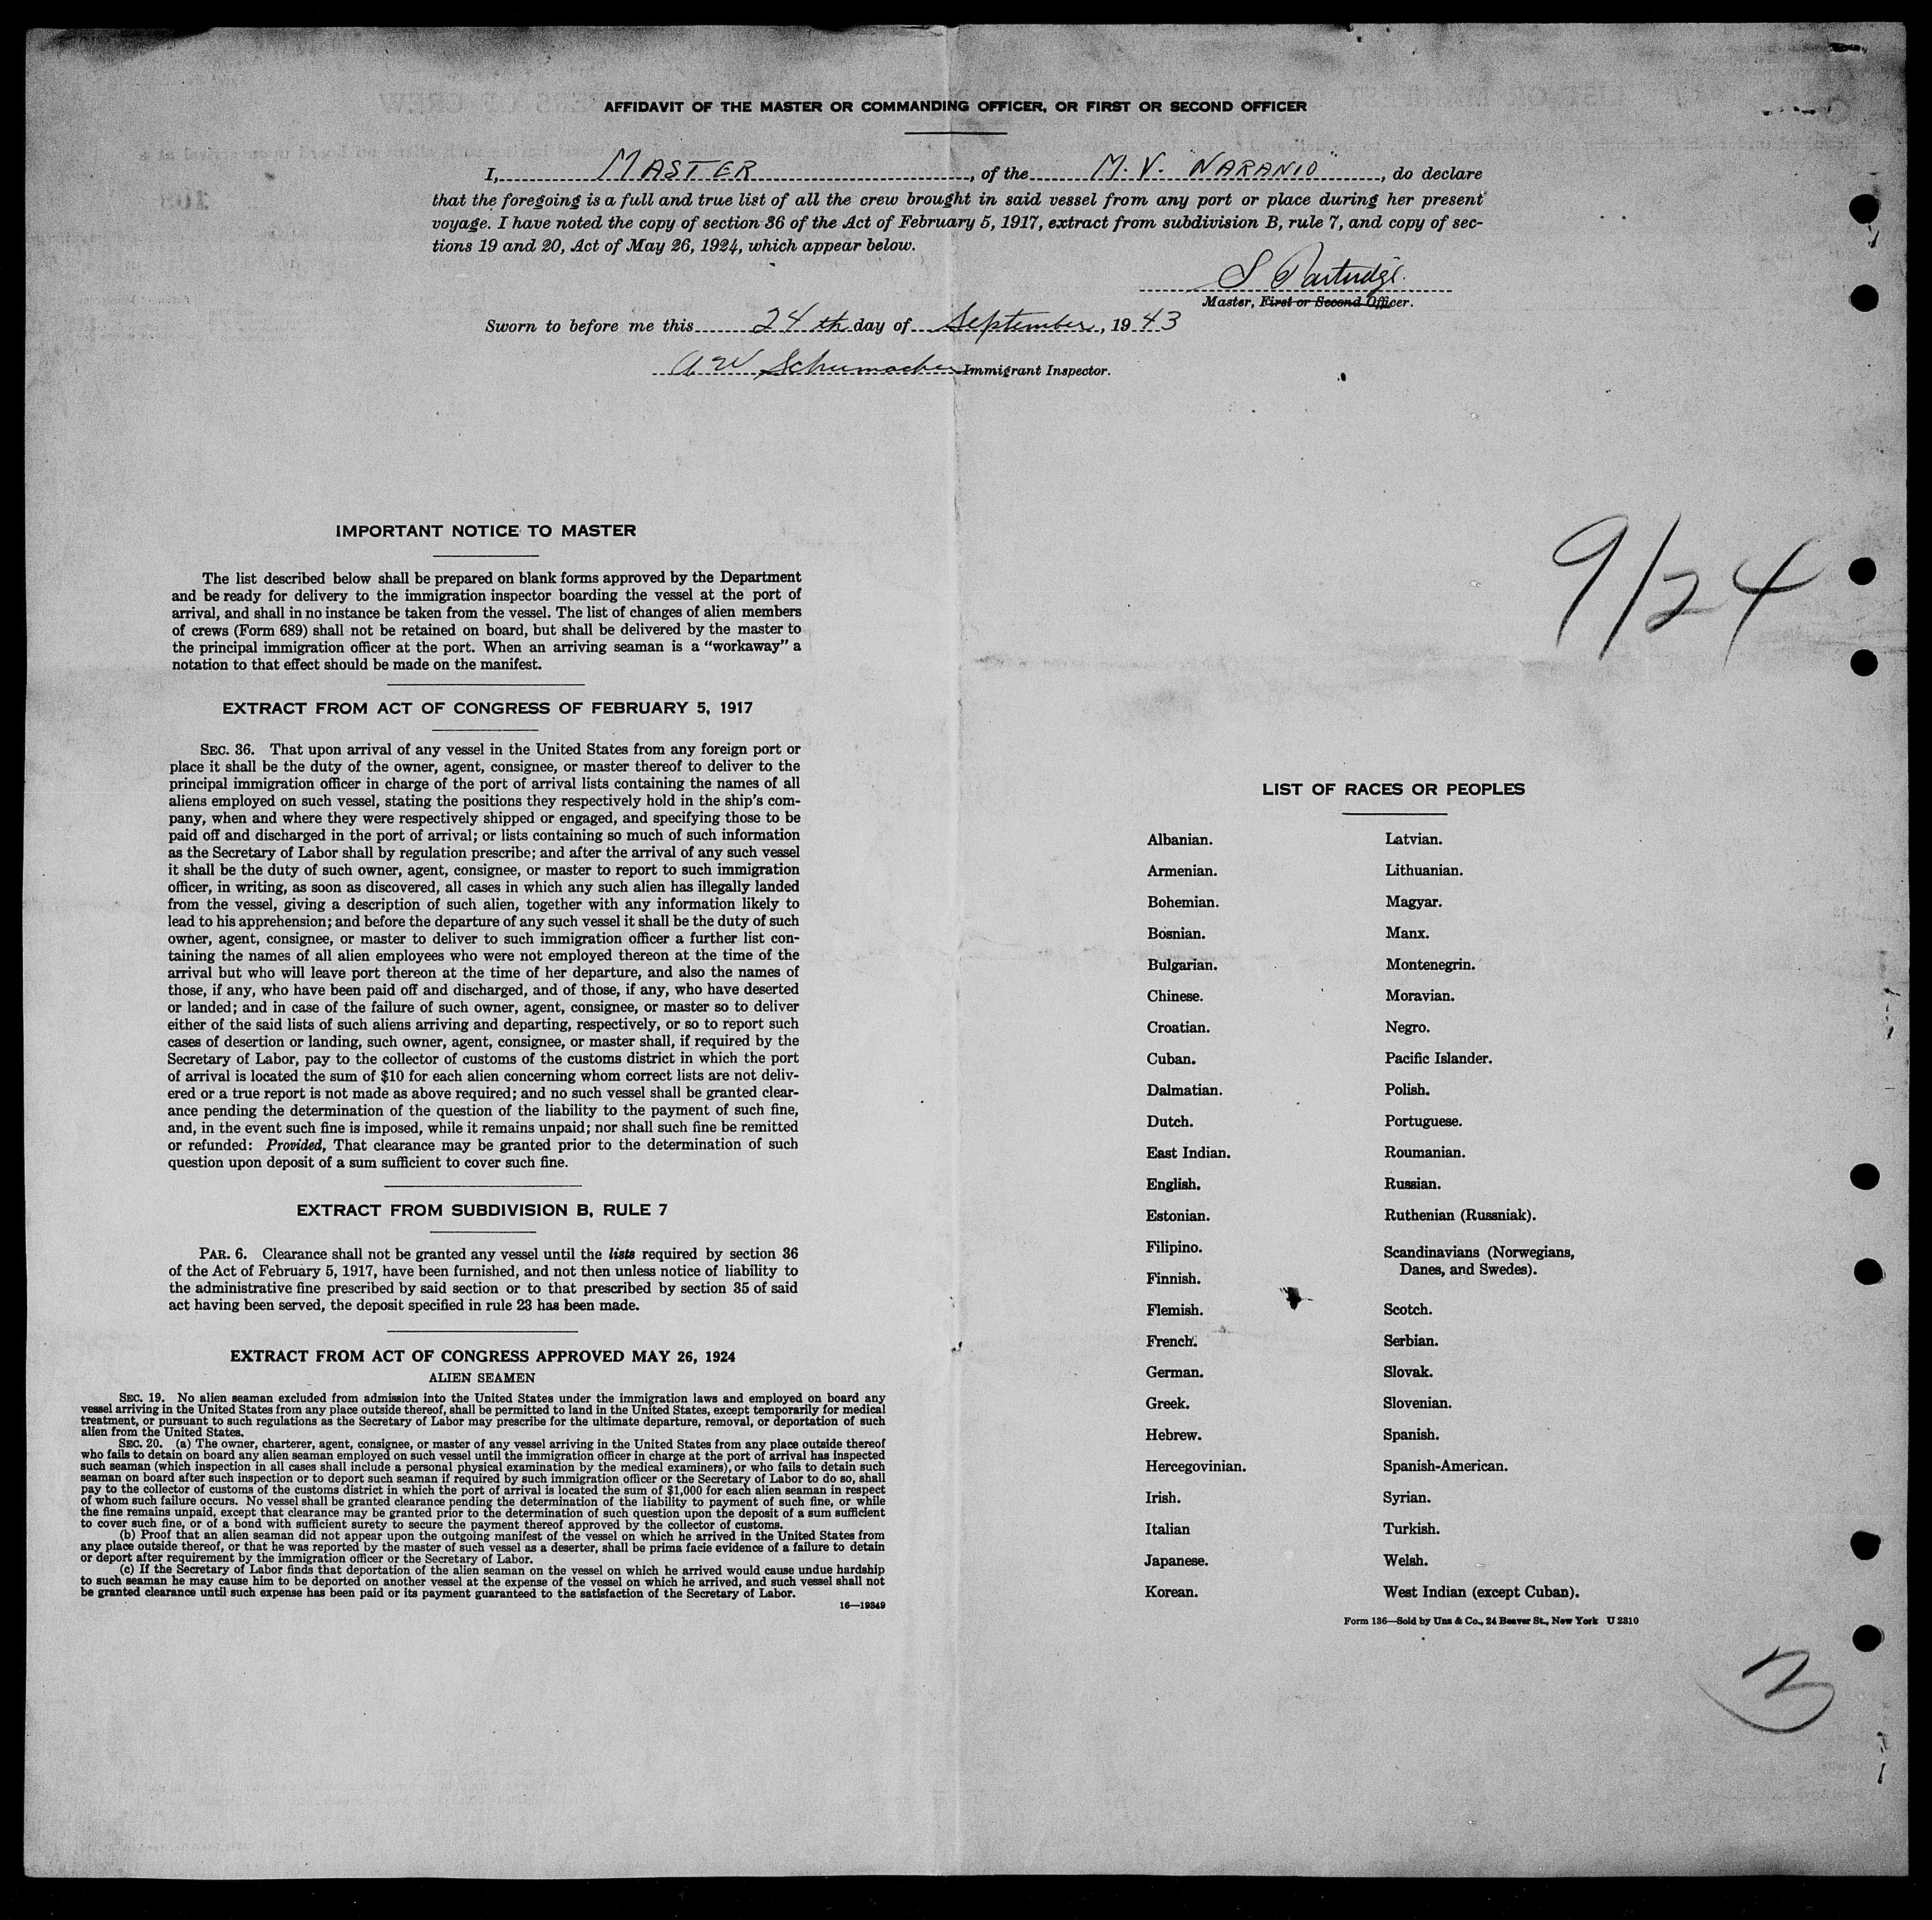 AFFIDAVIT OF THE MASTER OR COMMANDING OFFICER, OR FIRST OR SECOND OFFICER
I, MASTER, of the M.V. "NARANIO", do declare
that the foregoing is a full and true list of all the crew brought in said vessel from any port or place during her present
voyage. I have noted the copy of section 36 of the Act of February 5, 1917, extract from subdivision B, rule 7, and copy of sec-
tions 19 and 20, Act of May 26, 1924, which appear below.
S Partridge.
Master, First or Second Officer.
Sworn to before me this 24th day of September, 1943
A W Schumacher Immigrant Inspector.
9/24
IMPORTANT NOTICE TO MASTER
The list described below shall be prepared on blank forms approved by the Department
and be ready for delivery to the immigration inspector boarding the vessel at the port of
arrival, and shall in no instance be taken from the vessel. The list of changes of alien members
of crews (Form 689) shall not be retained on board, but shall be delivered by the master to
the principal immigration officer at the port. When an arriving seaman is a "workaway" a
notation to that effect should be made on the manifest.
EXTRACT FROM ACT OF CONGRESS OF FEBRUARY 5, 1917
SEC. 36. That upon arrival of any vessel in the United States from any foreign port or
place it shall be the duty of the owner, agent, consignee, or master thereof to deliver to the
principal immigration officer in charge of the port of arrival lists containing the names of all
aliens employed on such vessel, stating the positions they respectively hold in the ship's com-
pany, when and where they were respectively shipped or engaged, and specifying those to be
paid off and discharged in the port of arrival; or lists containing so much of such information
as the Secretary of Labor shall by regulation prescribe; and after the arrival of any such vessel
it shall be the duty of such owner, agent, consignee, or master to report to such immigration
officer, in writing, as soon as discovered, all cases in which any such alien has illegally landed
from the vessel, giving a description of such alien, together with any information likely to
lead to his apprehension; and before the departure of any such vessel it shall be the duty of such
owner, agent, consignee, or master to deliver to such immigration officer a further list con-
taining the names of all alien employees who were not employed thereon at the time of the
arrival but who will leave port thereon at the time of her departure, and also the names of
those, if any, who have been paid off and discharged, and of those, if any, who have deserted
or landed; and in case of the failure of such owner, agent, consignee, or master so to deliver
either of the said lists of such aliens arriving and departing, respectively, or so to report such
cases of desertion or landing, such owner, agent, consignee, or master shall, if required by the
Secretary of Labor, pay to the collector of customs of the customs district in which the port
of arrival is located the sum of $10 for each alien concerning whom correct lists are not deliv-
ered or a true report is not made as above required; and no such vessel shall be granted clear-
ance pending the determination of the question of the liability to the payment of such fine,
and, in the event such fine is imposed, while it remains unpaid; nor shall such fine be remitted
or refunded: Provided, That clearance may be granted prior to the determination of such
question upon deposit of a sum sufficient to cover such fine.
EXTRACT FROM SUBDIVISION B, RULE 7
PAR. 6. Clearance shall not be granted any vessel until the lists required by section 36
of the Act of February 5, 1917, have been furnished, and not then unless notice of liability to
the administrative fine prescribed by said section or to that prescribed by section 35 of said
act having been served, the deposit specified in rule 23 has been made.
EXTRACT FROM ACT OF CONGRESS APPROVED MAY 26, 1924
ALIEN SEAMEN
SEC. 19. No alien seaman excluded from admission into the United States under the immigration laws and employed on board any
vessel arriving in the United States from any place outside thereof, shall be permitted to land in the United States, except temporarily for medical
treatment, or pursuant to such regulations as the Secretary of Labor may prescribe for the ultimate departure, removal, or deportation of such
alien from the United States.
SEC. 20. (a) The owner, charterer, agent, consignee, or master of any vessel arriving in the United States from any place outside thereof
who fails to detain on board any alien seaman employed on such vessel until the immigration officer in charge at the port of arrival has inspected
such seaman (which inspection in all cases shall include a personal physical examination by the medical examiners), or who fails to detain such
seaman on board after such inspection or to deport such seaman if required by such immigration officer or the Secretary of Labor to do so, shall
pay to the collector of customs of the customs district in which the port of arrival is located the sum of $1,000 for each alien seaman in respect
of whom such failure occurs. No vessel shall be granted clearance pending the determination of the liability to payment of such fine, or while
the fine remains unpaid, except that clearance may be granted prior to the determination of such question upon the deposit of a sum sufficient
to cover such fine, or of a bond with sufficient surety to secure the payment thereof approved by the collector of customs.
(b) Proof that an alien seaman did not appear upon the outgoing manifest of the vessel on which he arrived in the United States from
any place outside thereof, or that he was reported by the master of such vessel as a deserter, shall be prima facie evidence of a failure to detain
or deport after requirement by the immigration officer or the Secretary of Labor.
(c) If the Secretary of Labor finds that deportation of the alien seaman on the vessel on which he arrived would cause undue hardship
to such seaman he may cause him to be deported on another vessel at the expense of the vessel on which he arrived, and such vessel shall not
be granted clearance until such expense has been paid or its payment guaranteed to the satisfaction of the Secretary of Labor.
16—19349
LIST OF RACES OR PEOPLES
Albanian.
Armenian.
Bohemian.
Bosnian.
Bulgarian.
Chinese.
Croatian.
Cuban.
Dalmatian.
Dutch.
East Indian.
English.
Estonian.
Filipino.
Finnish.
Flemish.
French.
German.
Greek.
Hebrew.
Hercegovinian.
Irish.
Italian
Japanese.
Korean.
Latvian.
Lithuanian.
Magyar.
Manx.
Montenegrin.
Moravian.
Negro.
Pacific Islander.
Polish.
Portuguese.
Roumanian.
Russian.
Ruthenian (Russniak).
Scandinavians (Norwegians,
Danes, and Swedes).
Scotch.
Serbian.
Slovak.
Slovenian.
Spanish.
Spanish-American.
Syrian.
Turkish.
Welsh.
West Indian (except Cuban).
Form 136—Sold by Unz & Co., 24 Beaver St., New York U 2310
3